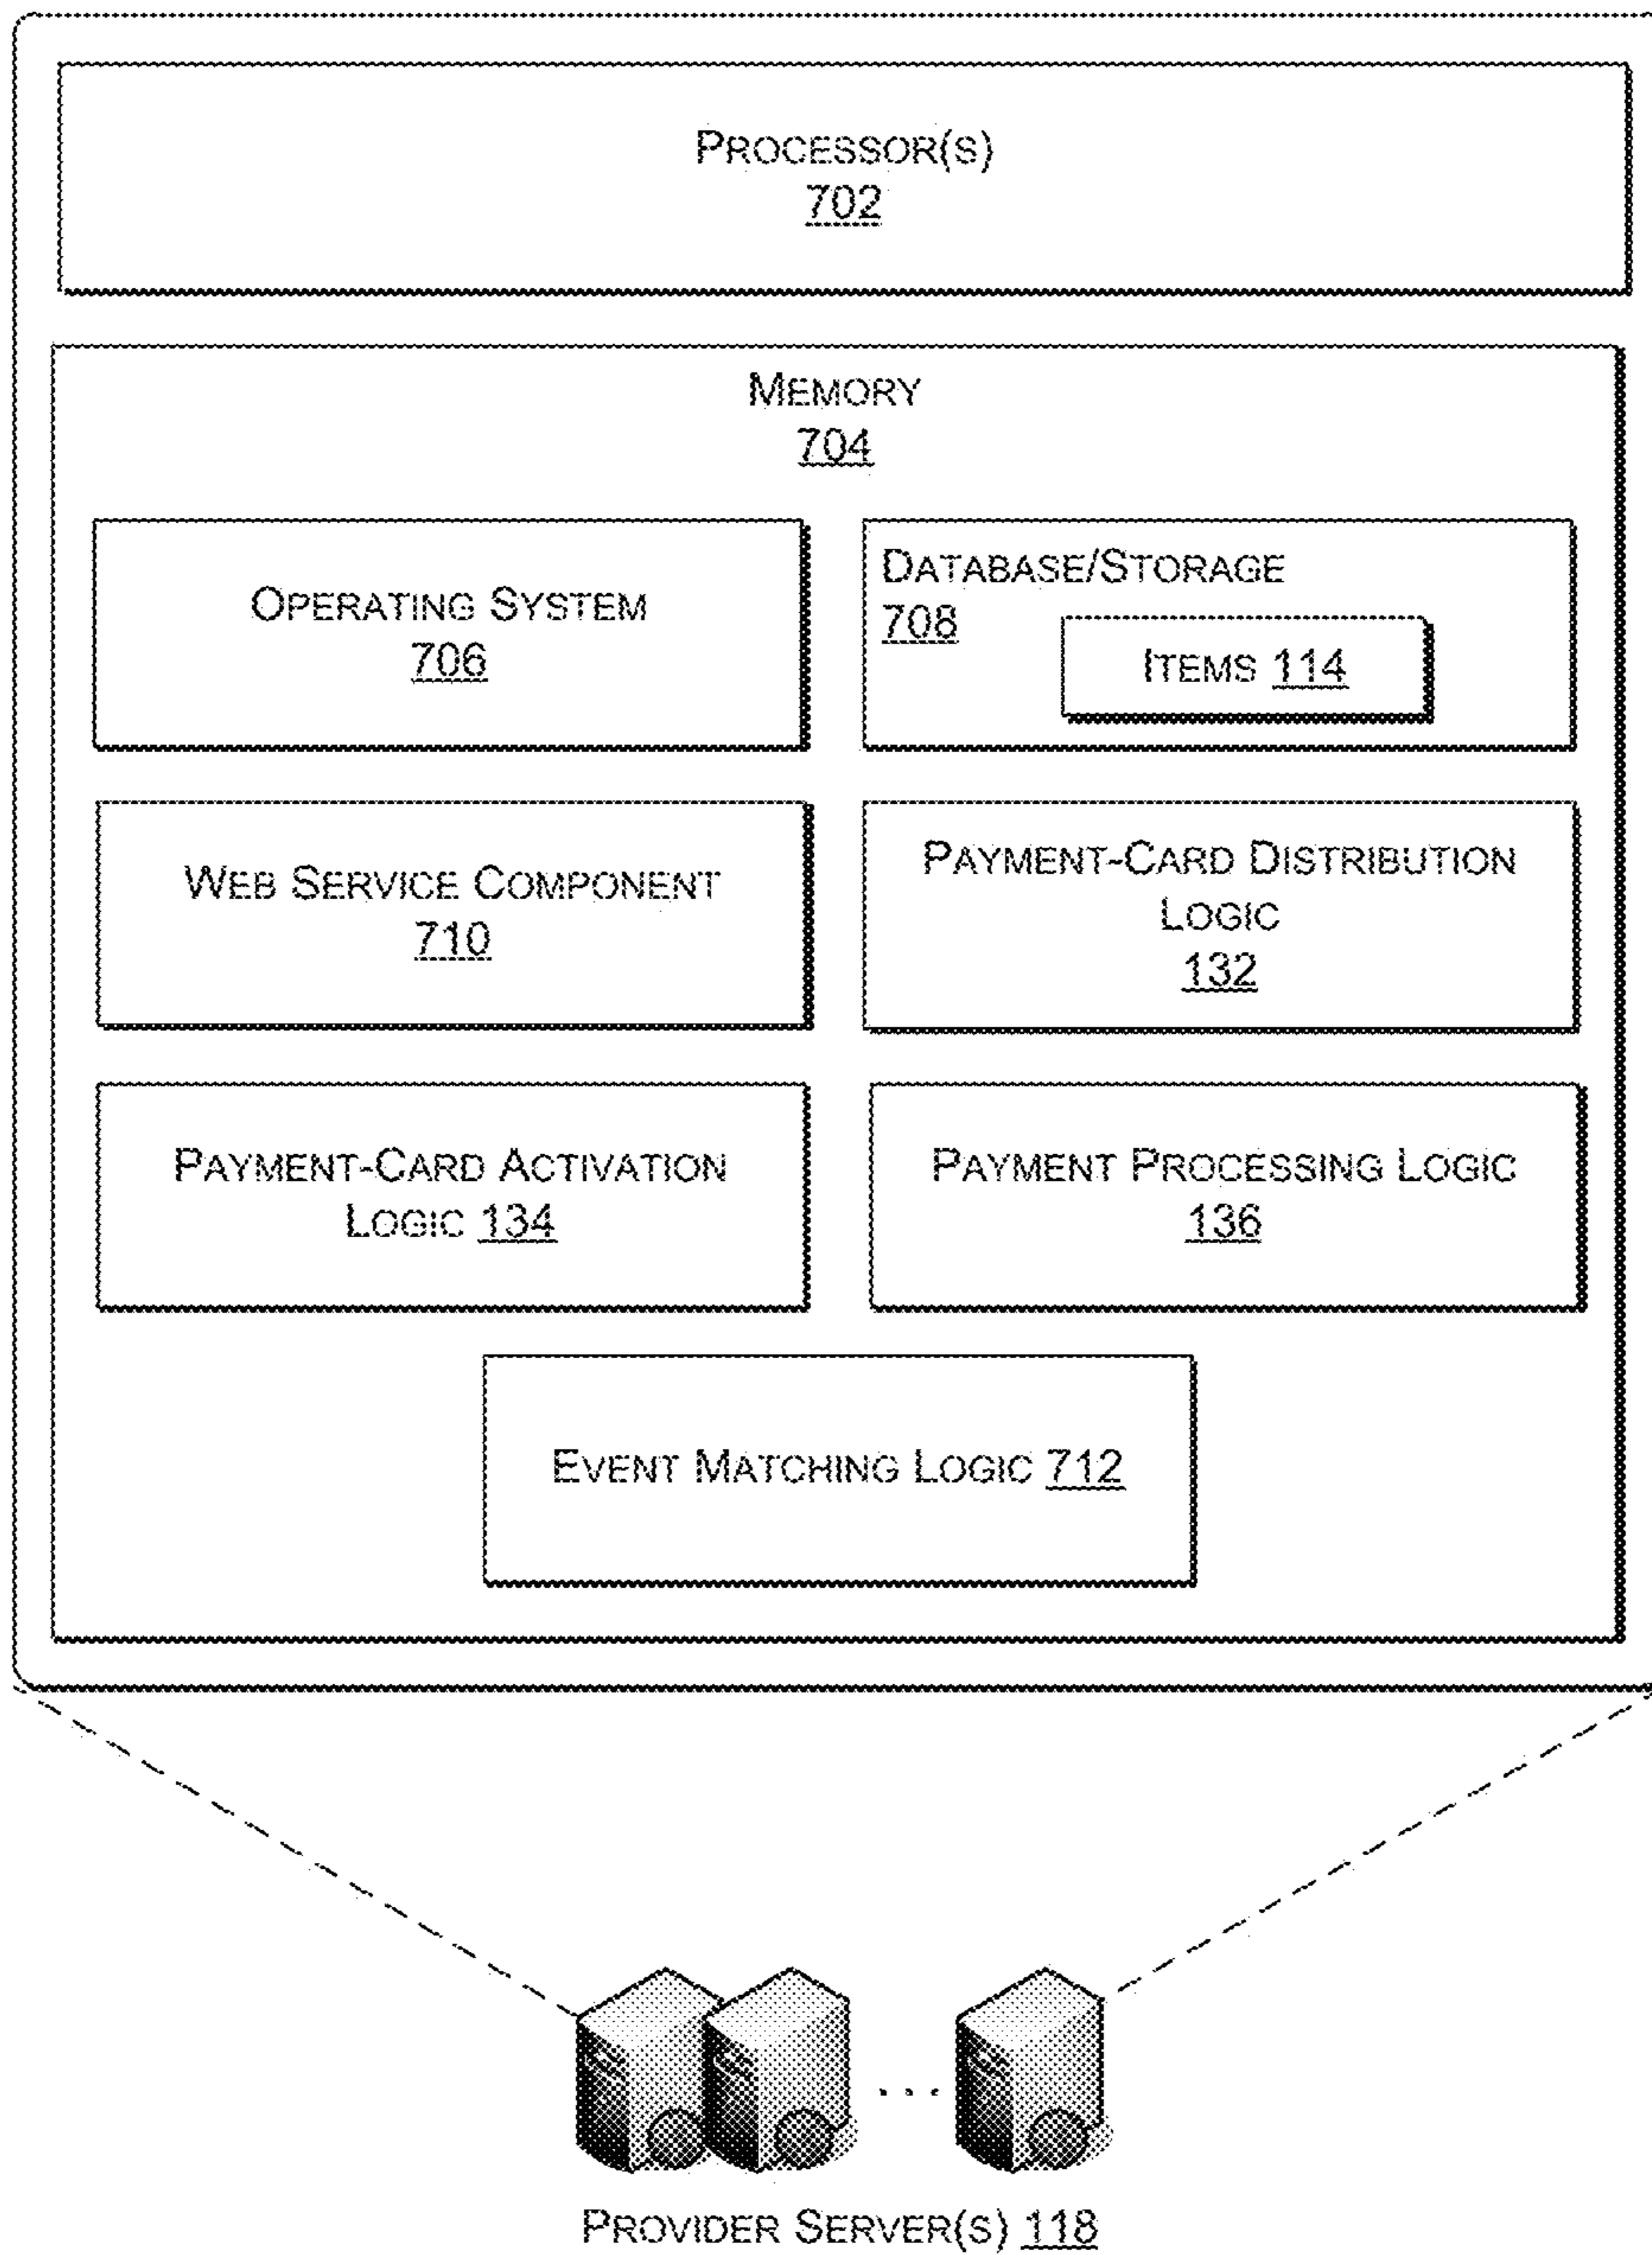 PROCESSOR(S)
702
MEMORY
704
OPERATING SYSTEM
706
DATABASE/STORAGE
708
ITEMS 114
WEB SERVICE COMPONENT
710
PAYMENT-CARD DISTRIBUTION
LOGIC
132
PAYMENT-CARD ACTIVATION
LOGIC 134
PAYMENT PROCESSING LOGIC
136
EVENT MATCHING LOGIC 712
...
PROVIDER SERVER(S) 118